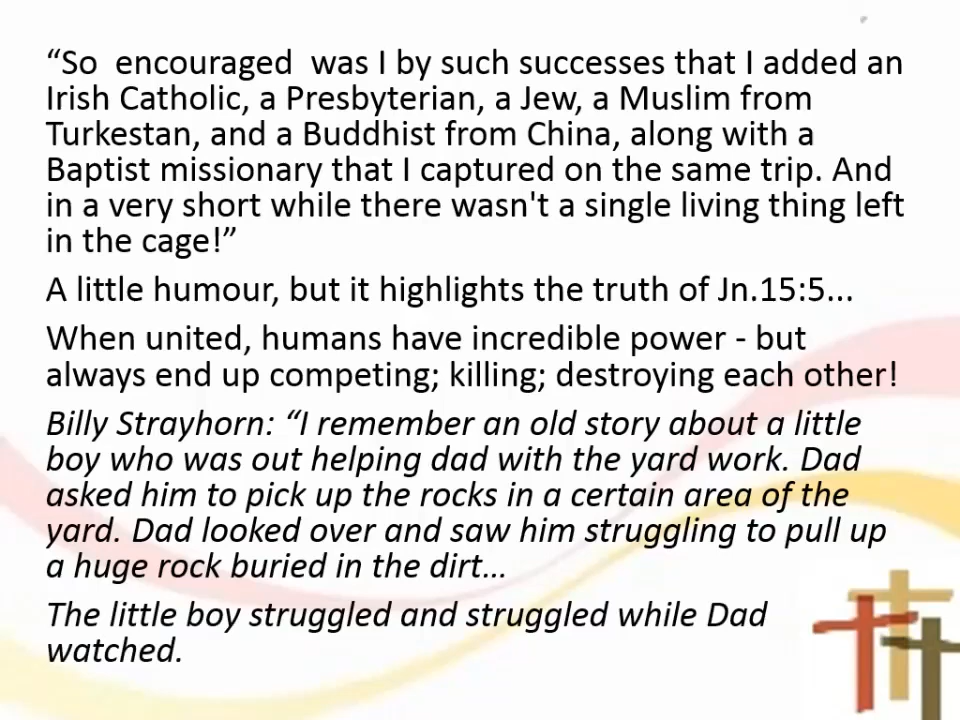 “So  encouraged  was I by such successes that I added an
Irish Catholic, a Presbyterian, a Jew, a Muslim from
Turkestan, and a Buddhist from China, along with a
Baptist missionary that I captured on the same trip. And
in a very short while there wasn't a single living thing left
in the cage!”
A little humour, but it highlights the truth of Jn.15:5...
When united, humans have incredible power - but
always end up competing; killing; destroying each other!
Billy Strayhorn: “I remember an old story about a little
boy who was out helping dad with the yard work. Dad
asked him to pick up the rocks in a certain area of the
yard. Dad looked over and saw him struggling to pull up
a huge rock buried in the dirt...
The little boy struggled and struggled while Dad
watched.